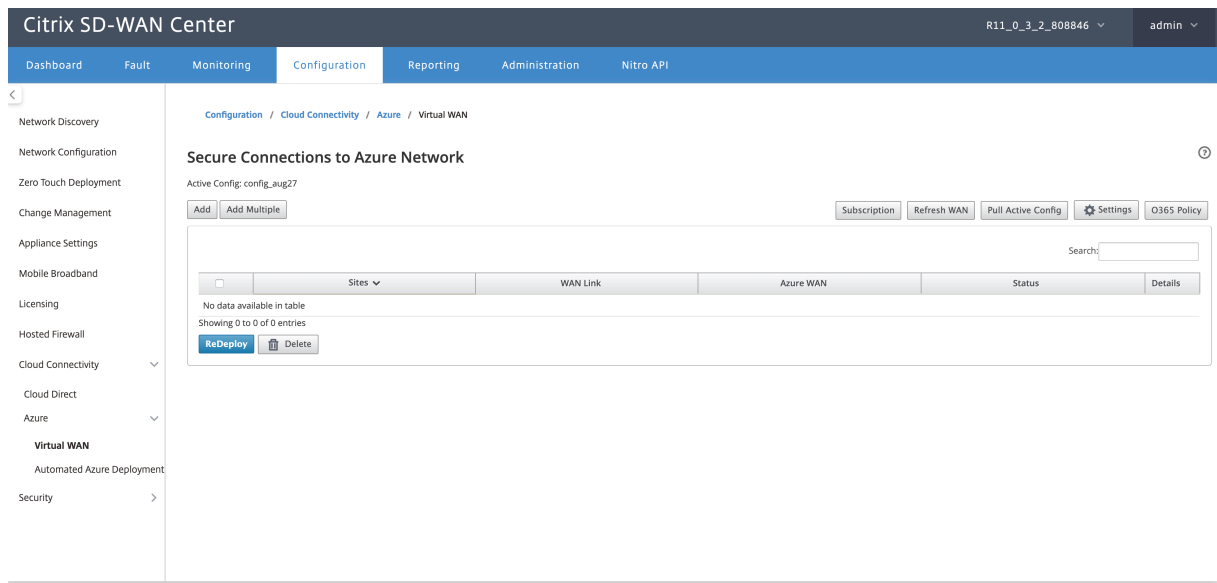 Citrix SD-WAN Center
R11_0_3_2_808846
admin
Dashboard Fault Monitoring Configuration Reporting Administration Nitro API
Network Discovery
Network Configuration
Zero Touch Deployment
Change Management
Appliance Settings
Mobile Broadband
Licensing
Hosted Firewall
Cloud Connectivity
Cloud Direct
Azure
Virtual WAN
Automated Azure Deployment
Security
Configuration / Cloud Connectivity / Azure / Virtual WAN
Secure Connections to Azure Network
Active Config: config_aug27
Add Add Multiple Subscription Refresh WAN Pull Active Config Settings O365 Policy
Search:
Sites WAN Link Azure WAN Status Details
No data available in table
Showing 0 to 0 of 0 entries
ReDeploy Delete